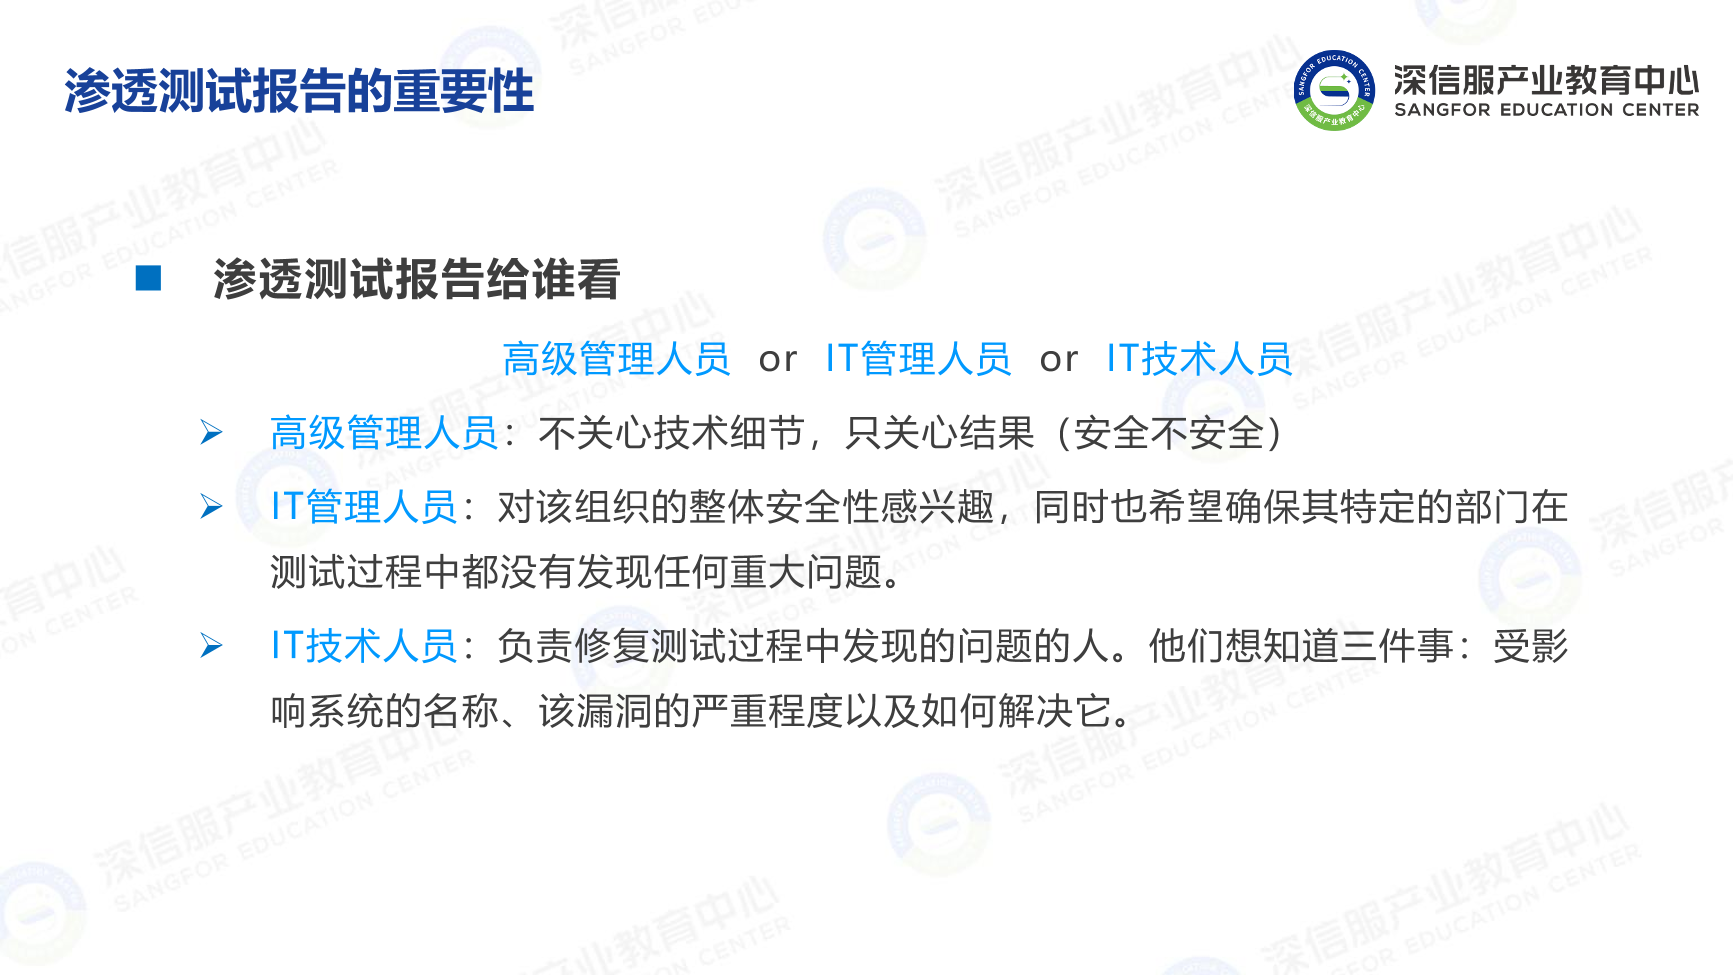 渗透测试报告的重要性
深信服产业教育中心
SANGFOR EDUCATION CENTER
渗透测试报告给谁看
高级管理人员 or IT管理人员 or IT技术人员
高级管理人员：不关心技术细节，只关心结果（安全不安全）
IT管理人员：对该组织的整体安全性感兴趣，同时也希望确保其特定的部门在
测试过程中都没有发现任何重大问题。
IT技术人员：负责修复测试过程中发现的问题的人。他们想知道三件事：受影
响系统的名称、该漏洞的严重程度以及如何解决它。